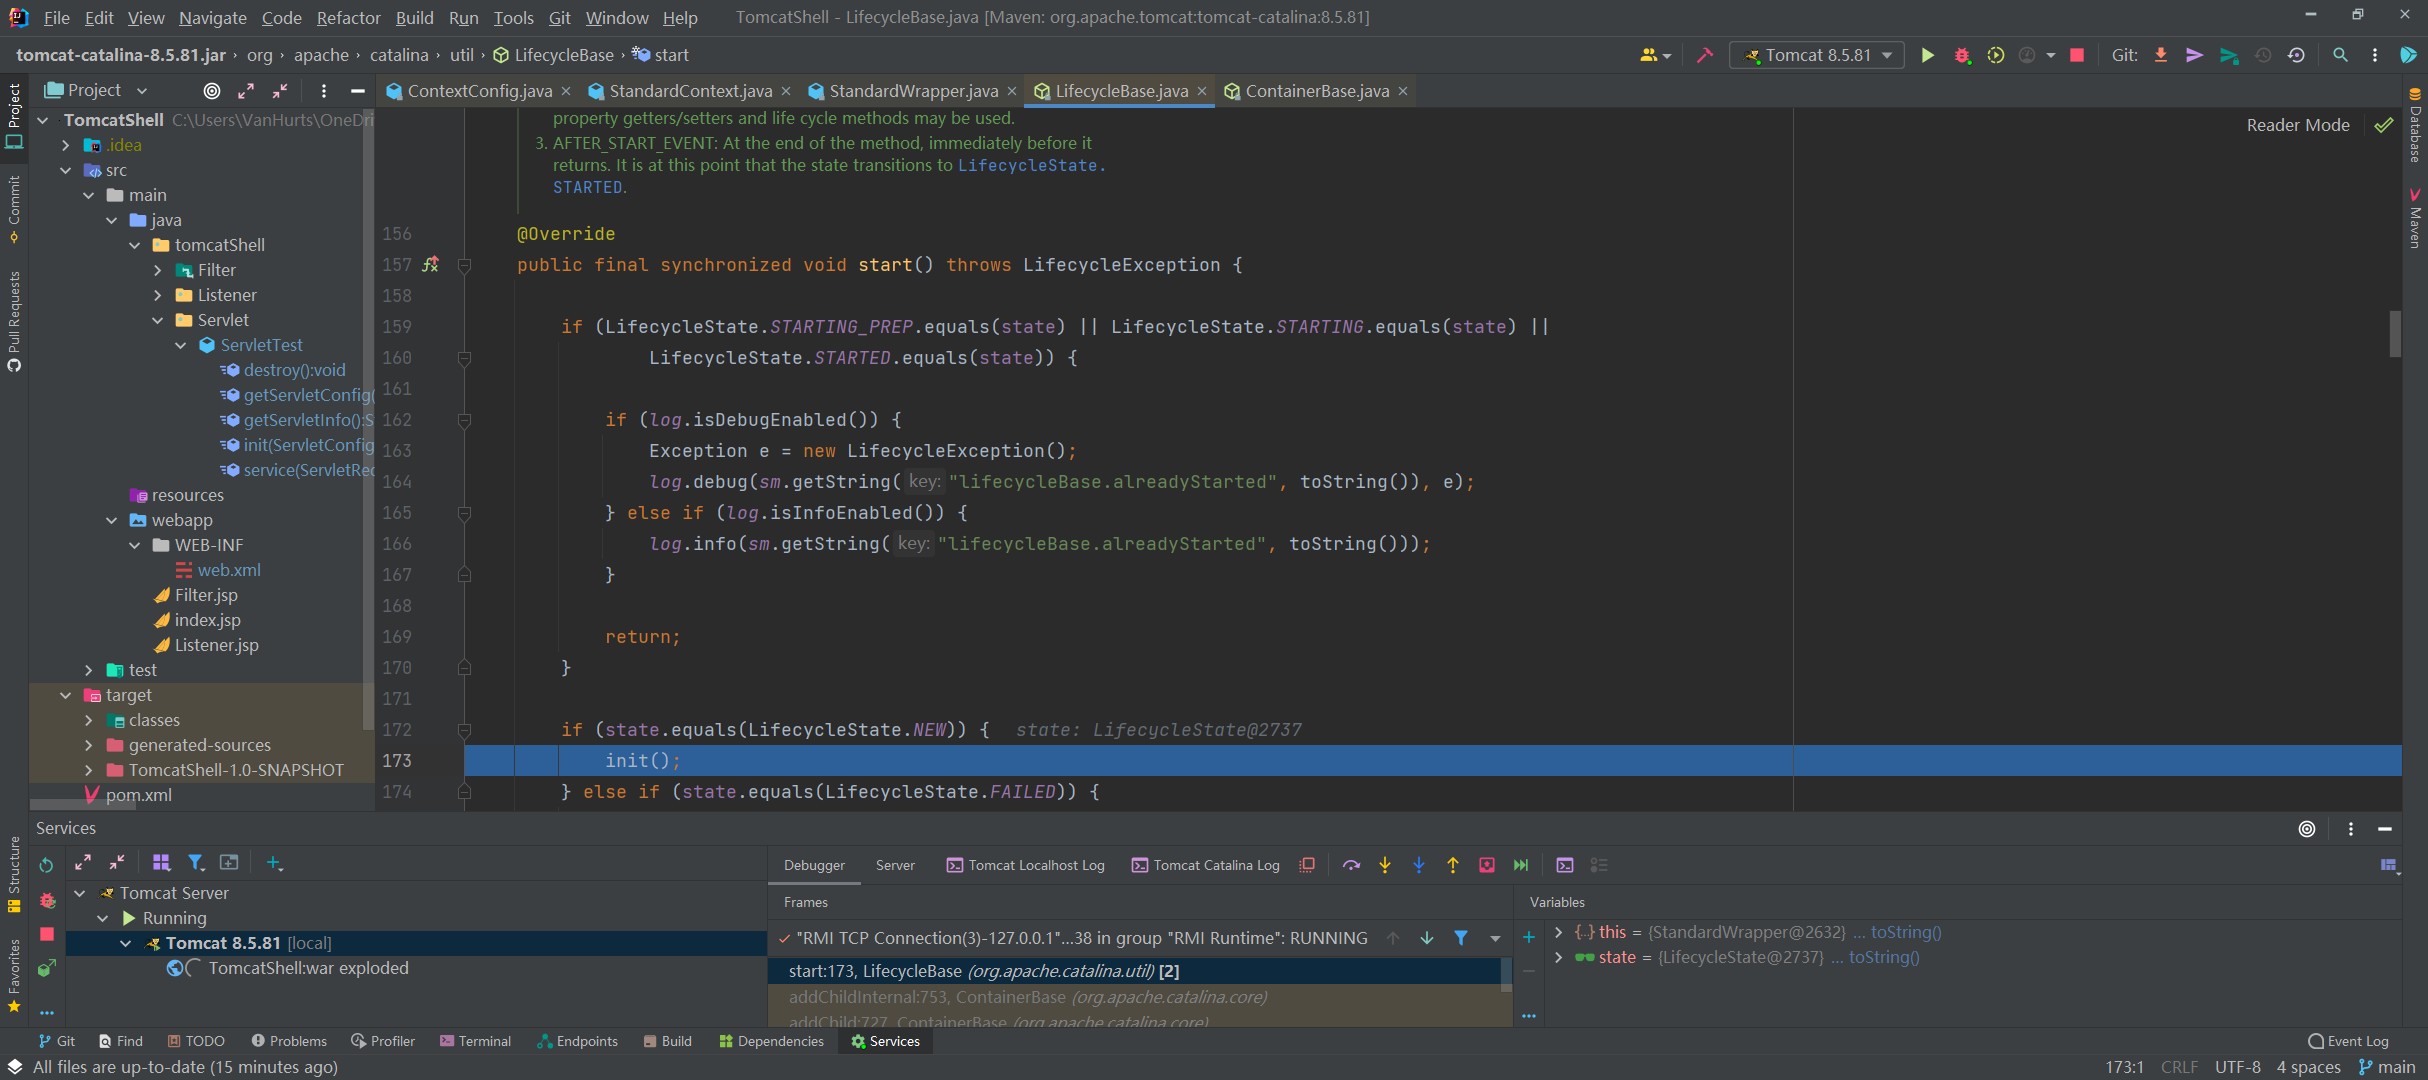 File Edit View Navigate Code Refactor Build Run Tools Git Window Help TomcatShell - LifecycleBase.java [Maven: org.apache.tomcat:tomcat-catalina:8.5.81]
tomcat-catalina-8.5.81.jar › org › apache › catalina › util › LifecycleBase › start Tomcat 8.5.81 Git:
Project ContextConfig.java StandardContext.java StandardWrapper.java LifecycleBase.java ContainerBase.java
TomcatShell C:\Users\VanHurts\OneDri
.idea
src
main
java
tomcatShell
Filter
Listener
Servlet
ServletTest
destroy():void
getServletConfig(
getServletInfo():S
init(ServletConfig
service(ServletRec
resources
webapp
WEB-INF
web.xml
Filter.jsp
index.jsp
Listener.jsp
test
target
classes
generated-sources
TomcatShell-1.0-SNAPSHOT
pom.xml
Project
Commit
Pull Requests
Structure
Favorites
Reader Mode
Database
Maven
property getters/setters and life cycle methods may be used.
3. AFTER_START_EVENT: At the end of the method, immediately before it
returns. It is at this point that the state transitions to LifecycleState.
STARTED.
156 @Override
157 public final synchronized void start() throws LifecycleException {
158
159 if (LifecycleState.STARTING_PREP.equals(state) || LifecycleState.STARTING.equals(state) ||
160 LifecycleState.STARTED.equals(state)) {
161
162 if (log.isDebugEnabled()) {
163 Exception e = new LifecycleException();
164 log.debug(sm.getString( key: "lifecycleBase.alreadyStarted", toString()), e);
165 } else if (log.isInfoEnabled()) {
166 log.info(sm.getString( key: "lifecycleBase.alreadyStarted", toString()));
167 }
168
169 return;
170 }
171
172 if (state.equals(LifecycleState.NEW)) { state: LifecycleState@2737
173 init();
174 } else if (state.equals(LifecycleState.FAILED)) {
Services
Tomcat Server
Running
Tomcat 8.5.81 [local]
TomcatShell:war exploded
Debugger Server Tomcat Localhost Log Tomcat Catalina Log
Frames
"RMI TCP Connection(3)-127.0.0.1"...38 in group "RMI Runtime": RUNNING
start:173, LifecycleBase (org.apache.catalina.util) [2]
addChildInternal:753, ContainerBase (org.apache.catalina.core)
addChild:727, ContainerBase (org.apache.catalina.core)
Variables
this = {StandardWrapper@2632} ... toString()
state = {LifecycleState@2737} ... toString()
Git Find TODO Problems Profiler Terminal Endpoints Build Dependencies Services Event Log
All files are up-to-date (15 minutes ago) 173:1 CRLF UTF-8 4 spaces main